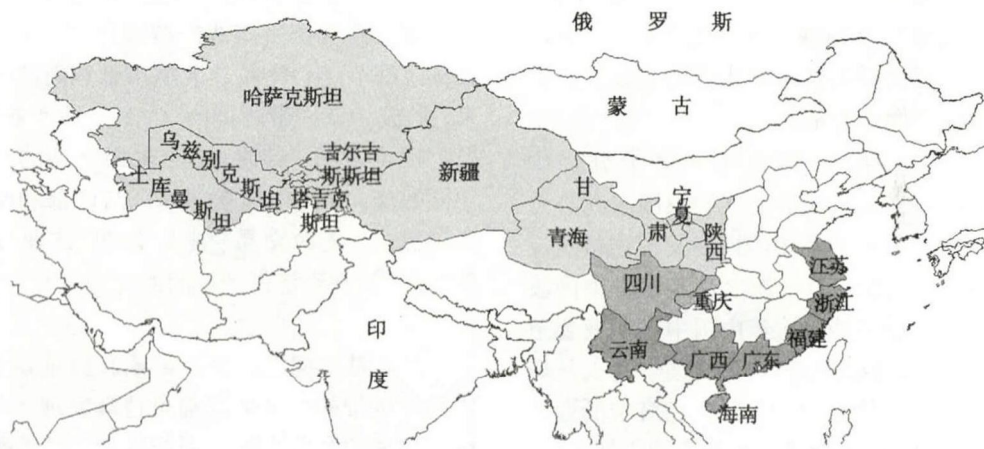 俄罗斯
哈萨克斯坦
蒙古
乌兹别克斯坦
吉尔吉斯斯坦
新疆
土库曼斯坦
塔吉克斯坦
甘肃
宁夏
青海
陕西
四川
重庆
江苏
浙江
福建
印度
云南
广西
广东
海南